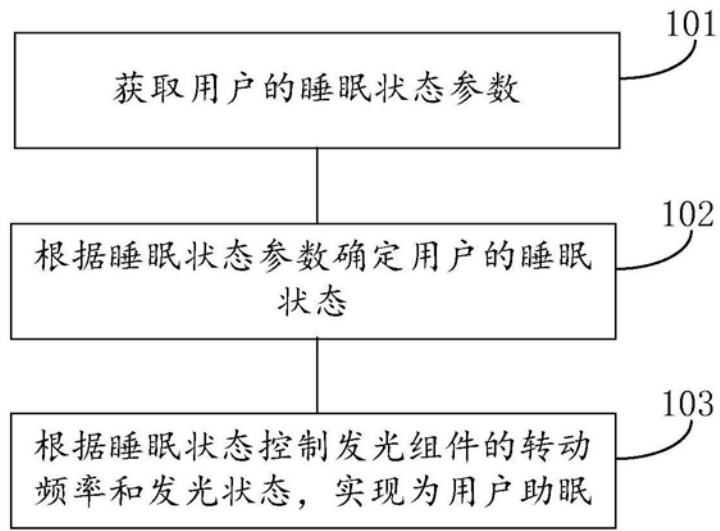 101
获取用户的睡眠状态参数
102
根据睡眠状态参数确定用户的睡眠
状态
103
根据睡眠状态控制发光组件的转动
频率和发光状态，实现为用户助眠